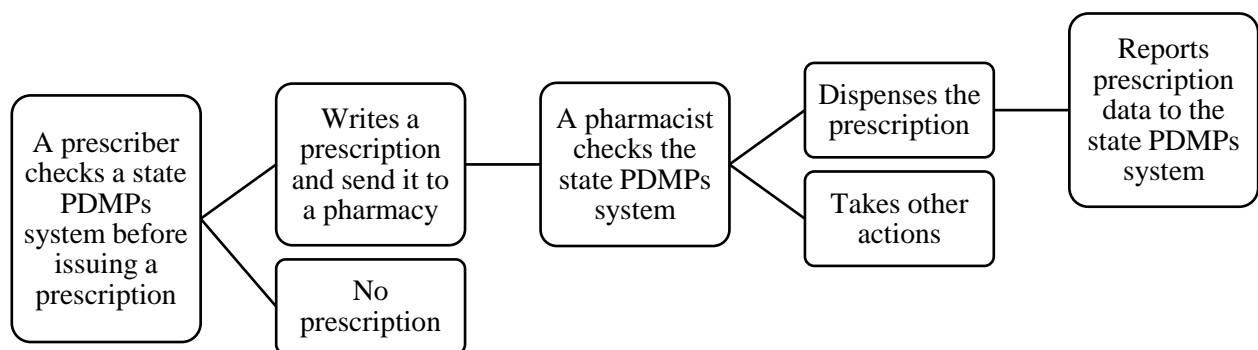 A prescriber
checks a state
PDMPs
system before
issuing a
prescription
Writes a
prescription
and send it to
a pharmacy
No
prescription
A pharmacist
checks the
state PDMPs
system
Dispenses the
prescription
Takes other
actions
Reports
prescription
data to the
state PDMPs
system